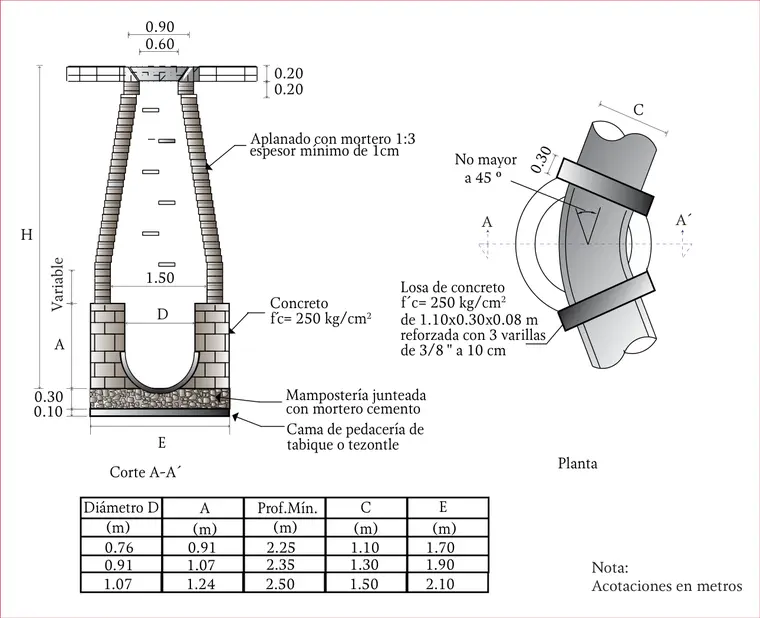 0.90
0.60
0.20
0.20
Aplanado con mortero 1:3
espesor mínimo de 1cm
H
Variable
1.50
D
A
Concreto
f´c= 250 kg/cm²
0.30
0.10
Mampostería junteada
con mortero cemento
Cama de pedacería de
tabique o tezontle
E
Corte A-A´
C
0.30
No mayor
a 45 º
A
A´
Losa de concreto
f´c= 250 kg/cm²
de 1.10x0.30x0.08 m
reforzada con 3 varillas
de 3/8 " a 10 cm
Planta
Diámetro D A Prof.Mín. C E
(m) (m) (m) (m) (m)
0.76 0.91 2.25 1.10 1.70
0.91 1.07 2.35 1.30 1.90
1.07 1.24 2.50 1.50 2.10
Nota:
Acotaciones en metros